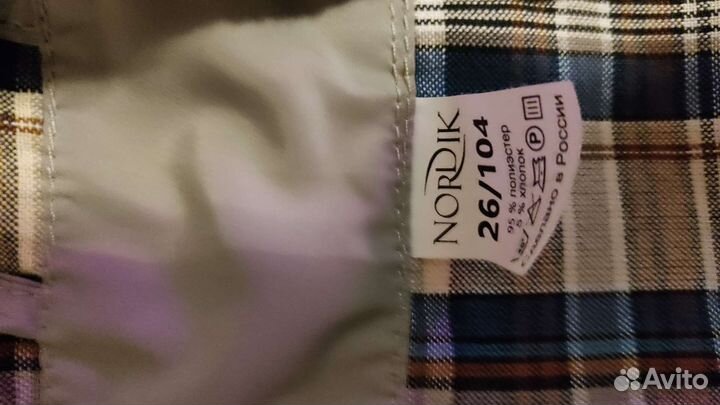 NORDIK
26/104
95 % полиэстер
5 % хлопок
Сделано в России
Avito